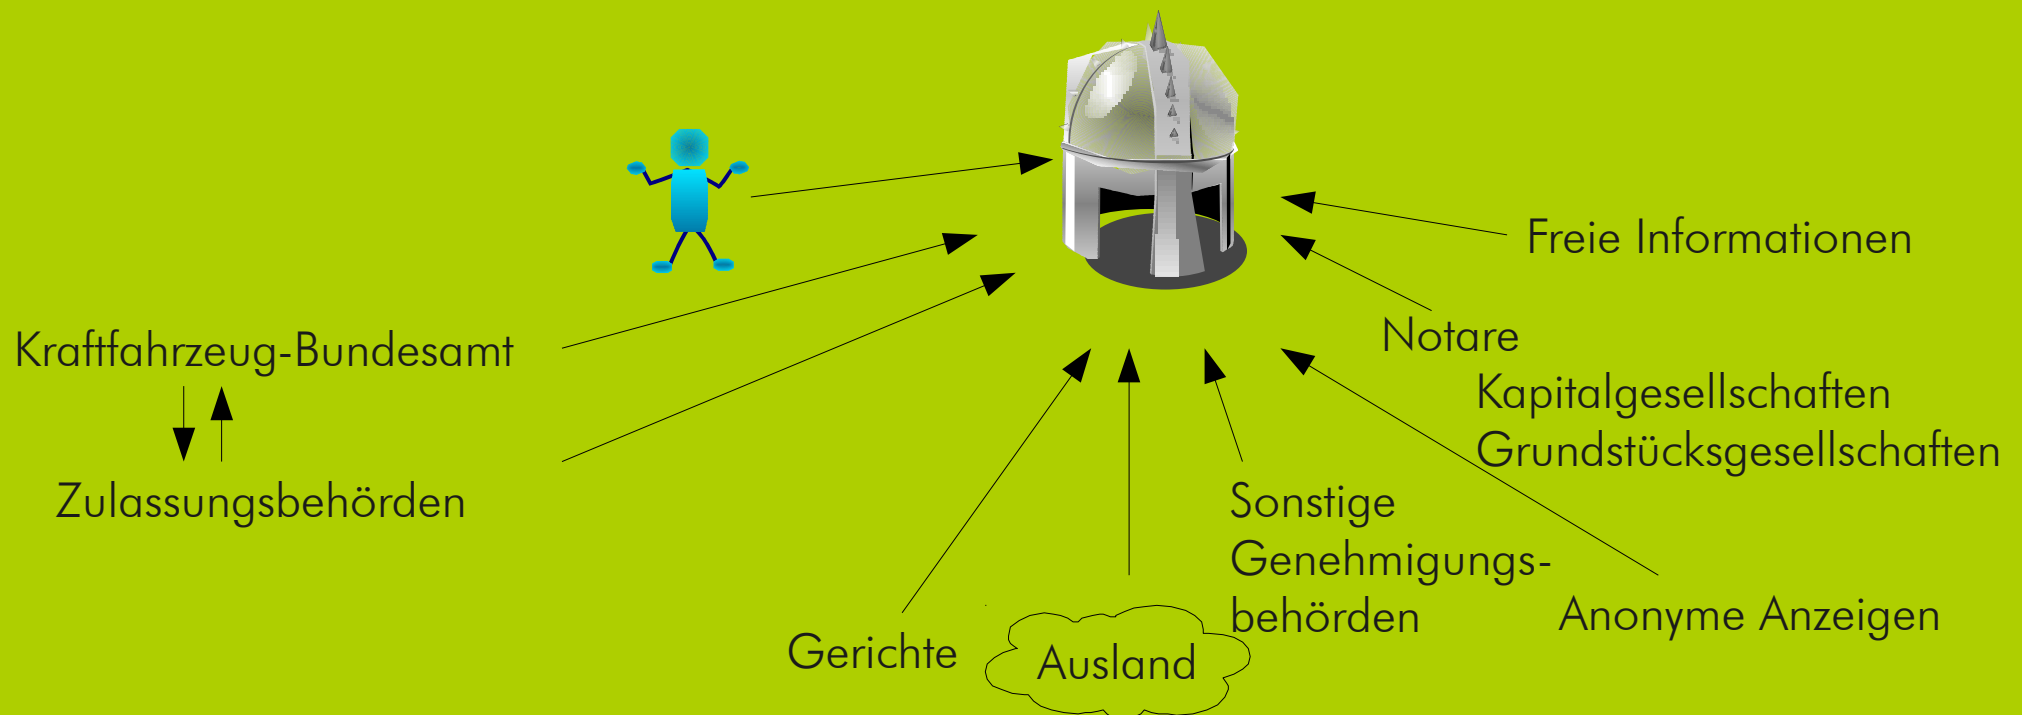 Freie Informationen
Kraftfahrzeug-Bundesamt
Notare
Kapitalgesellschaften
Grundstücksgesellschaften
Zulassungsbehörden
Sonstige
Genehmigungs-
behörden
Anonyme Anzeigen
Gerichte
Ausland